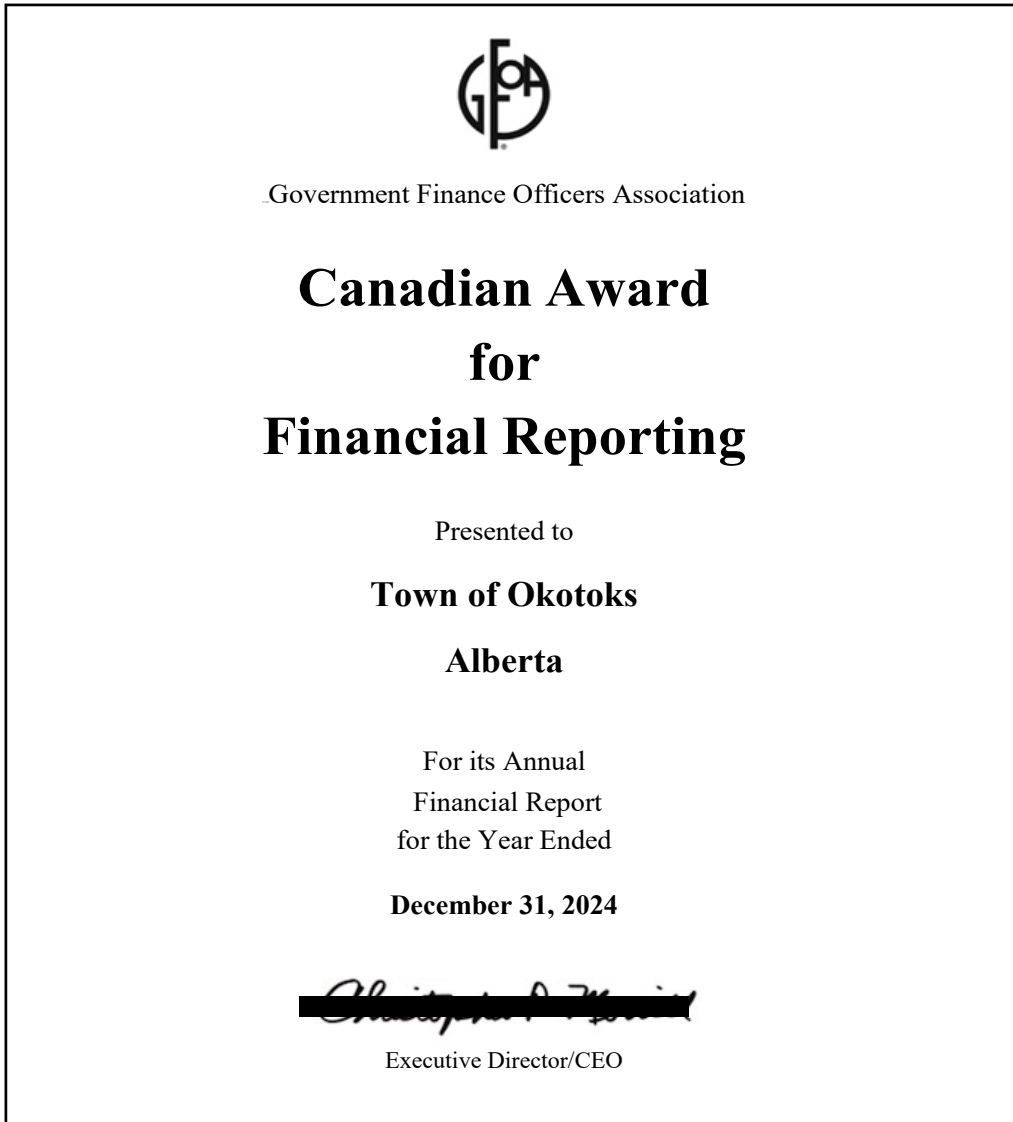 GFOA
Government Finance Officers Association
Canadian Award
for
Financial Reporting
Presented to
Town of Okotoks
Alberta
For its Annual
Financial Report
for the Year Ended
December 31, 2024
Executive Director/CEO